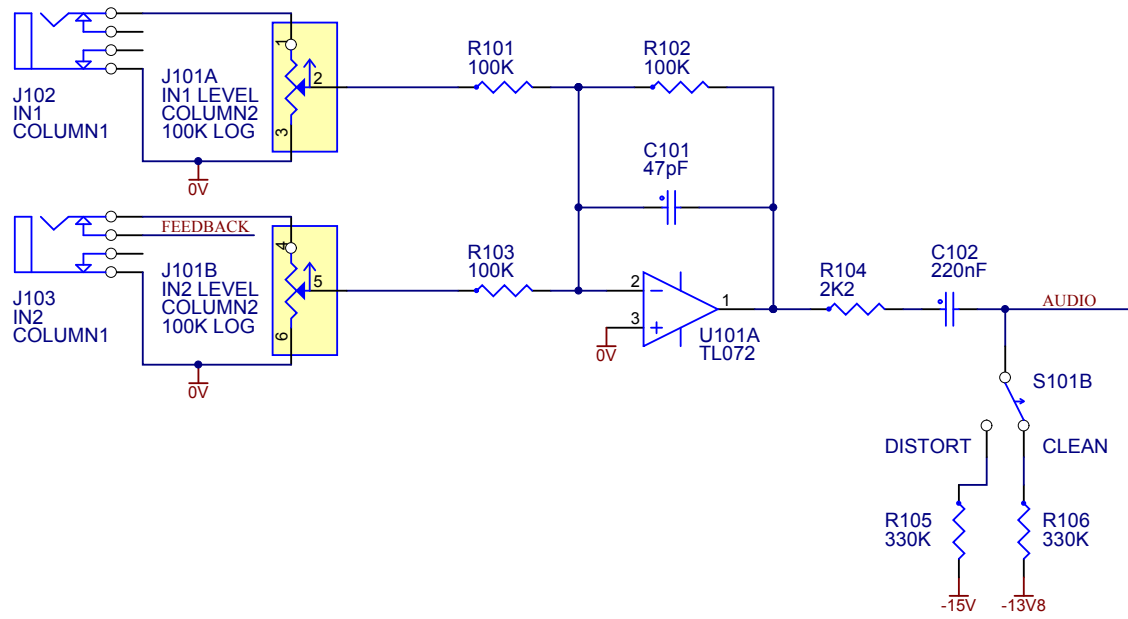 J102
IN1
COLUMN1
J101A
IN1 LEVEL
COLUMN2
100K LOG
1
2
3
0V
R101
100K
R102
100K
C101
47pF
J103
IN2
COLUMN1
FEEDBACK
J101B
IN2 LEVEL
COLUMN2
100K LOG
4
5
6
0V
R103
100K
2
3
1
0V
U101A
TL072
R104
2K2
C102
220nF
AUDIO
S101B
DISTORT
CLEAN
R105
330K
R106
330K
-15V
-13V8